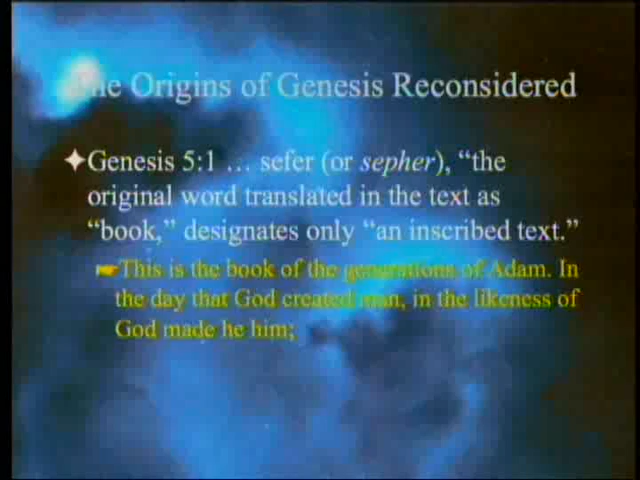 The Origins of Genesis Reconsidered
Genesis 5:1 … sefer (or sepher), “the
original word translated in the text as
“book,” designates only “an inscribed text.”
This is the book of the generations of Adam. In
the day that God created man, in the likeness of
God made he him;